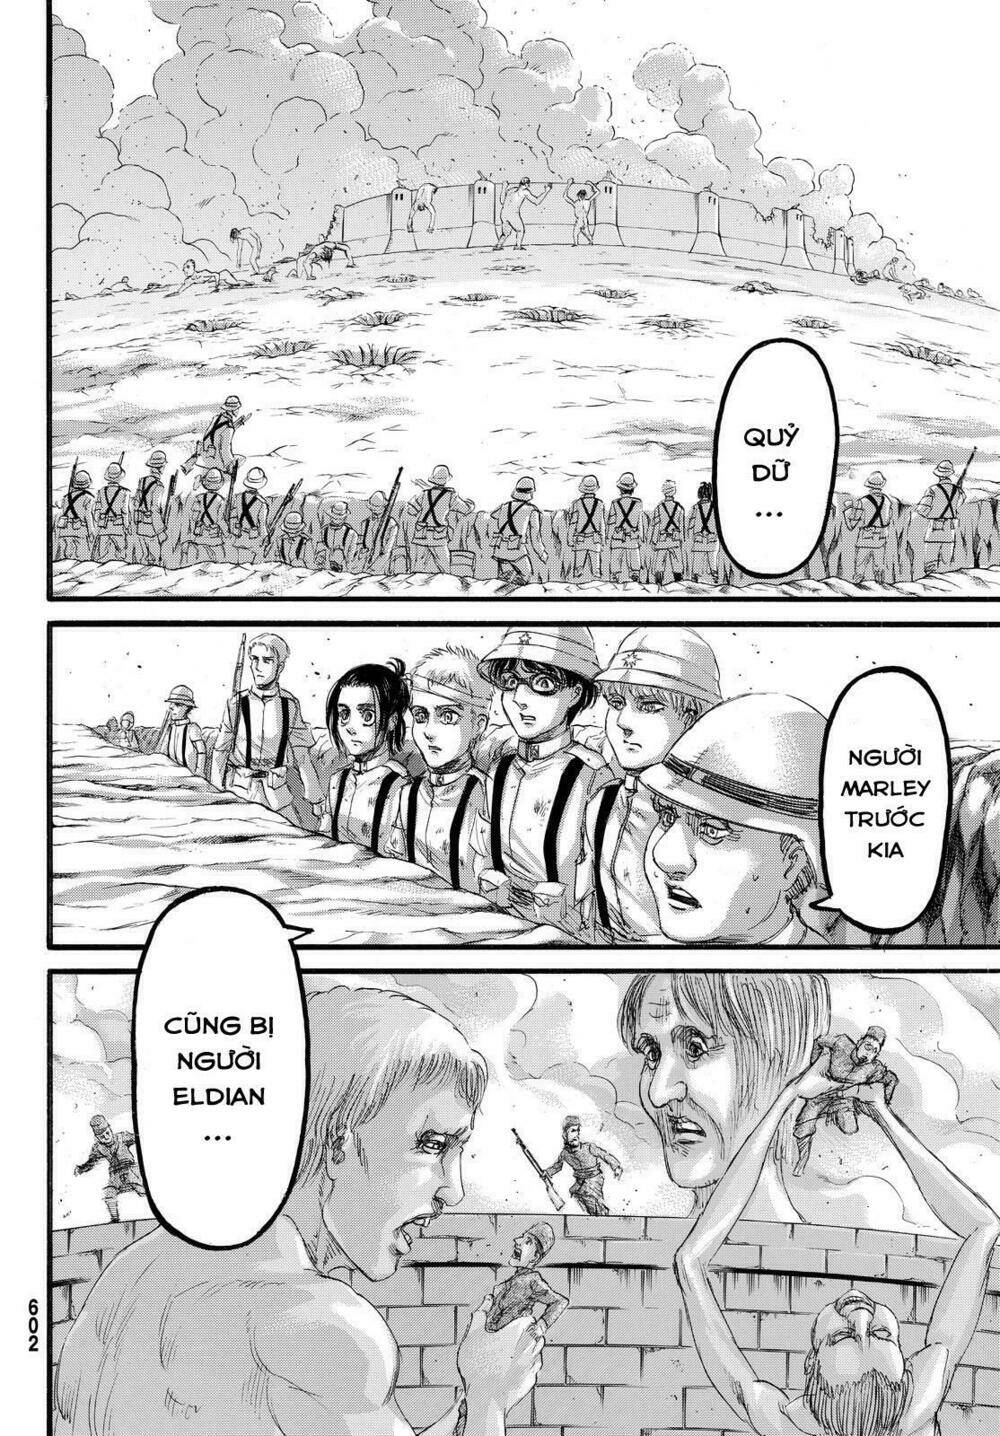 QUỶ
DỮ
...
NGƯỜI
MARLEY
TRƯỚC
KIA
CŨNG BỊ
NGƯỜI
ELDIAN
...
602